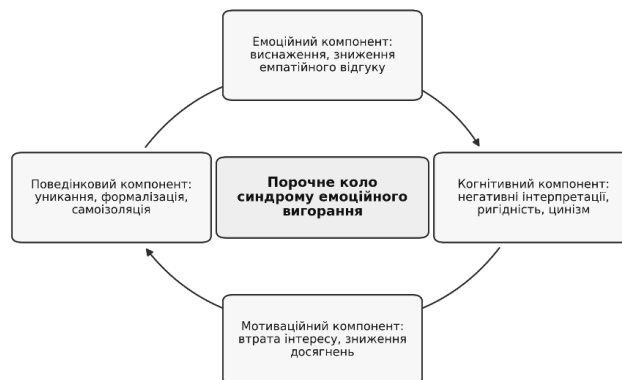 Емоційний компонент:
виснаження, зниження
емпатійного відгуку
Поведінковий компонент:
уникання, формалізація,
самоізоляція
Порочне коло
синдрому емоційного
вигорання
Когнітивний компонент:
негативні інтерпретації,
ригідність, цинізм
Мотиваційний компонент:
втрата інтересу, зниження
досягнень